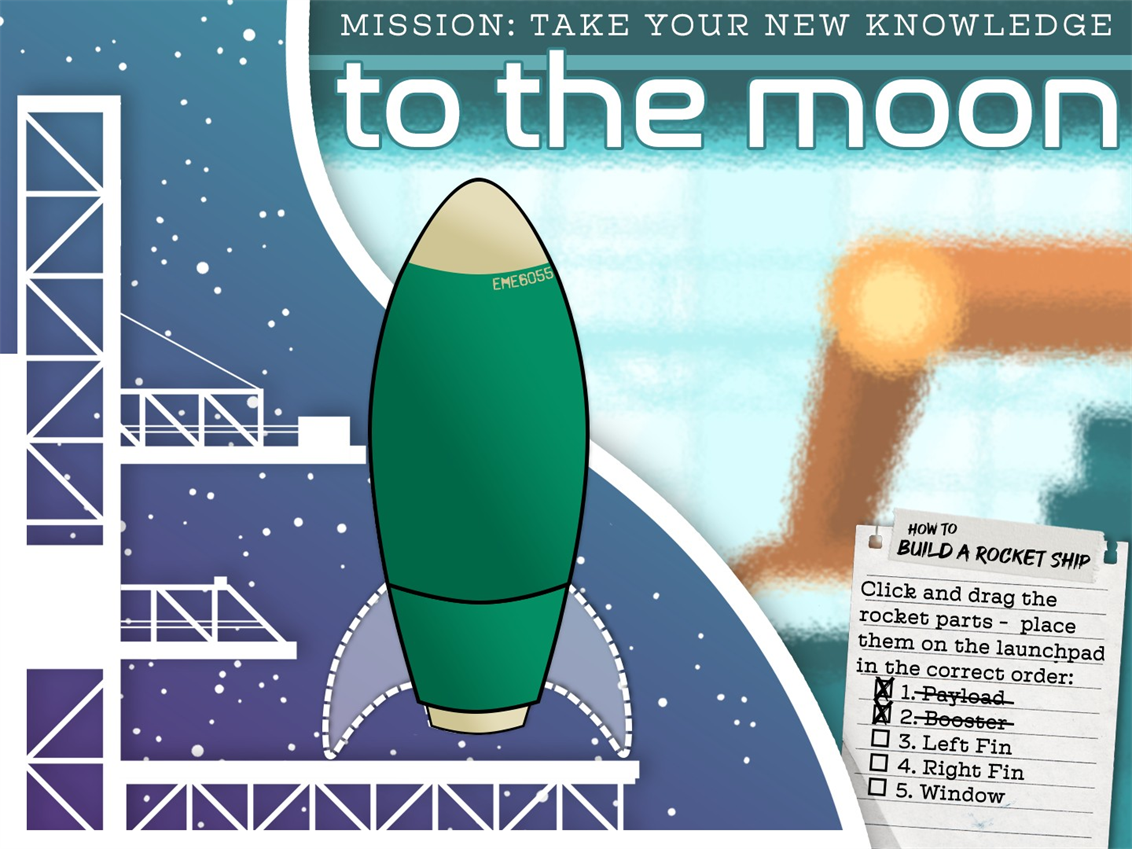 MISSION: TAKE YOUR NEW KNOWLEDGE
to the moon
EME6055
HOW TO
BUILD A ROCKET SHIP
Click and drag the
rocket parts - place
them on the launchpad
in the correct order:
1. Payload
2. Booster
3. Left Fin
4. Right Fin
5. Window